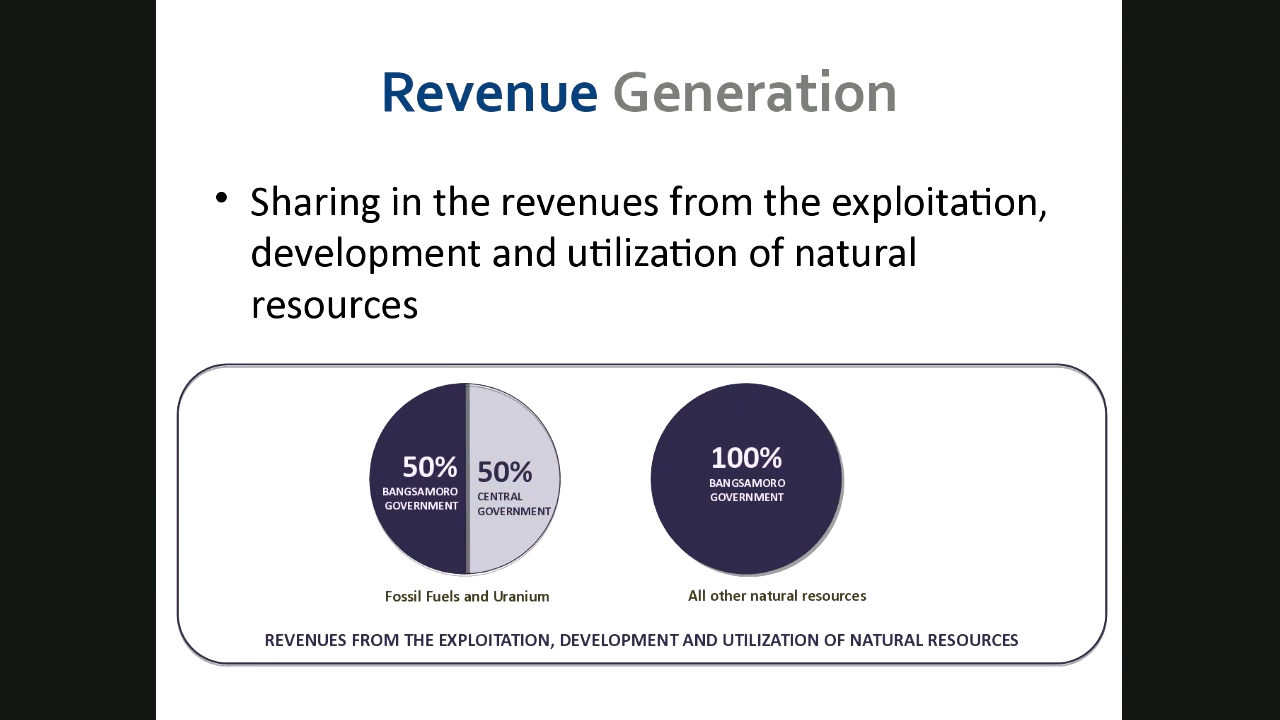 Revenue Generation
• Sharing in the revenues from the exploitation,
development and utilization of natural
resources
50%
BANGSAMORO
GOVERNMENT
50%
CENTRAL
GOVERNMENT
100%
BANGSAMORO
GOVERNMENT
Fossil Fuels and Uranium
All other natural resources
REVENUES FROM THE EXPLOITATION, DEVELOPMENT AND UTILIZATION OF NATURAL RESOURCES